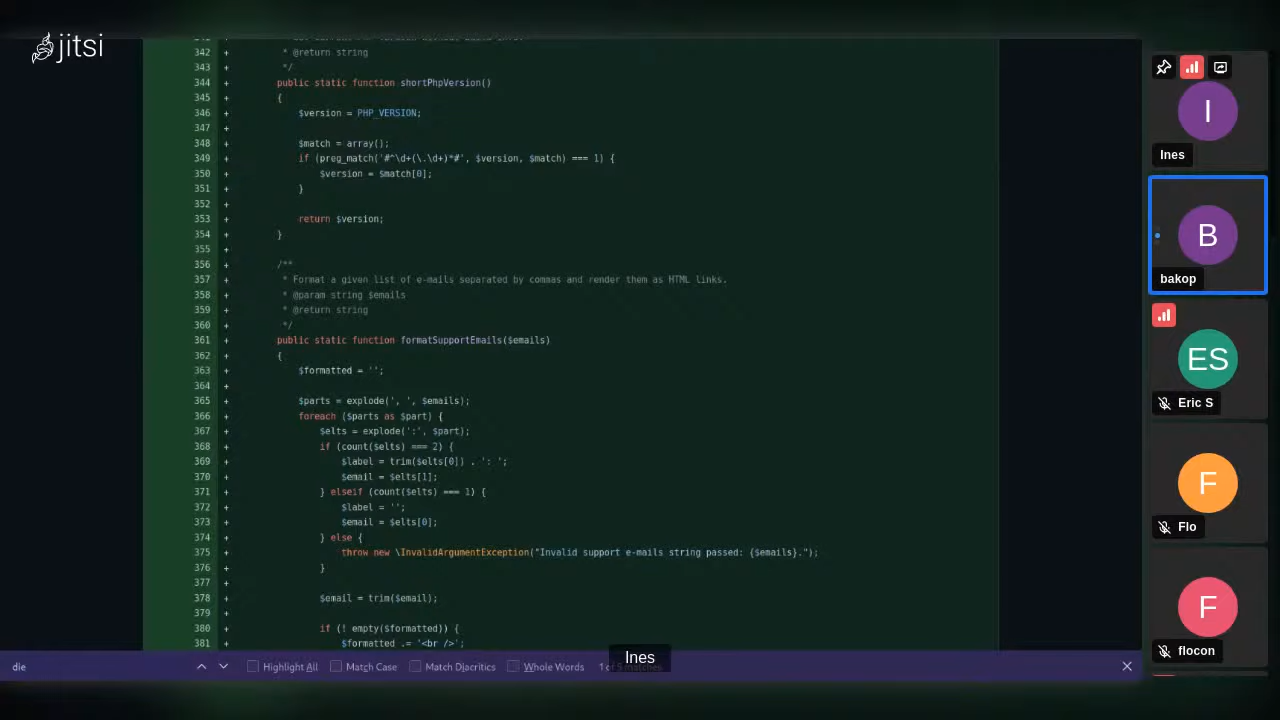 jitsi
342 + * @return string
343 + */
344 + public static function shortPhpVersion()
345 + {
346 + $version = PHP_VERSION;
347 +
348 + $match = array();
349 + if (preg_match('#^\d+(\.\d+)*#', $version, $match) === 1) {
350 + $version = $match[0];
351 + }
352 +
353 + return $version;
354 + }
355 +
356 + /**
357 + * Format a given list of e-mails separated by commas and render them as HTML links.
358 + * @param string $emails
359 + * @return string
360 + */
361 + public static function formatSupportEmails($emails)
362 + {
363 + $formatted = '';
364 +
365 + $parts = explode(', ', $emails);
366 + foreach ($parts as $part) {
367 + $elts = explode(':', $part);
368 + if (count($elts) === 2) {
369 + $label = trim($elts[0]) . ': ';
370 + $email = $elts[1];
371 + } elseif (count($elts) === 1) {
372 + $label = '';
373 + $email = $elts[0];
374 + } else {
375 + throw new \InvalidArgumentException("Invalid support e-mails string passed: {$emails}.");
376 + }
377 +
378 + $email = trim($email);
379 +
380 + if (! empty($formatted)) {
381 + $formatted .= '<br />';
die
Highlight All
Match Case
Match Diacritics
Whole Words
Ines
I
Ines
B
bakop
ES
Eric S
F
Flo
F
flocon